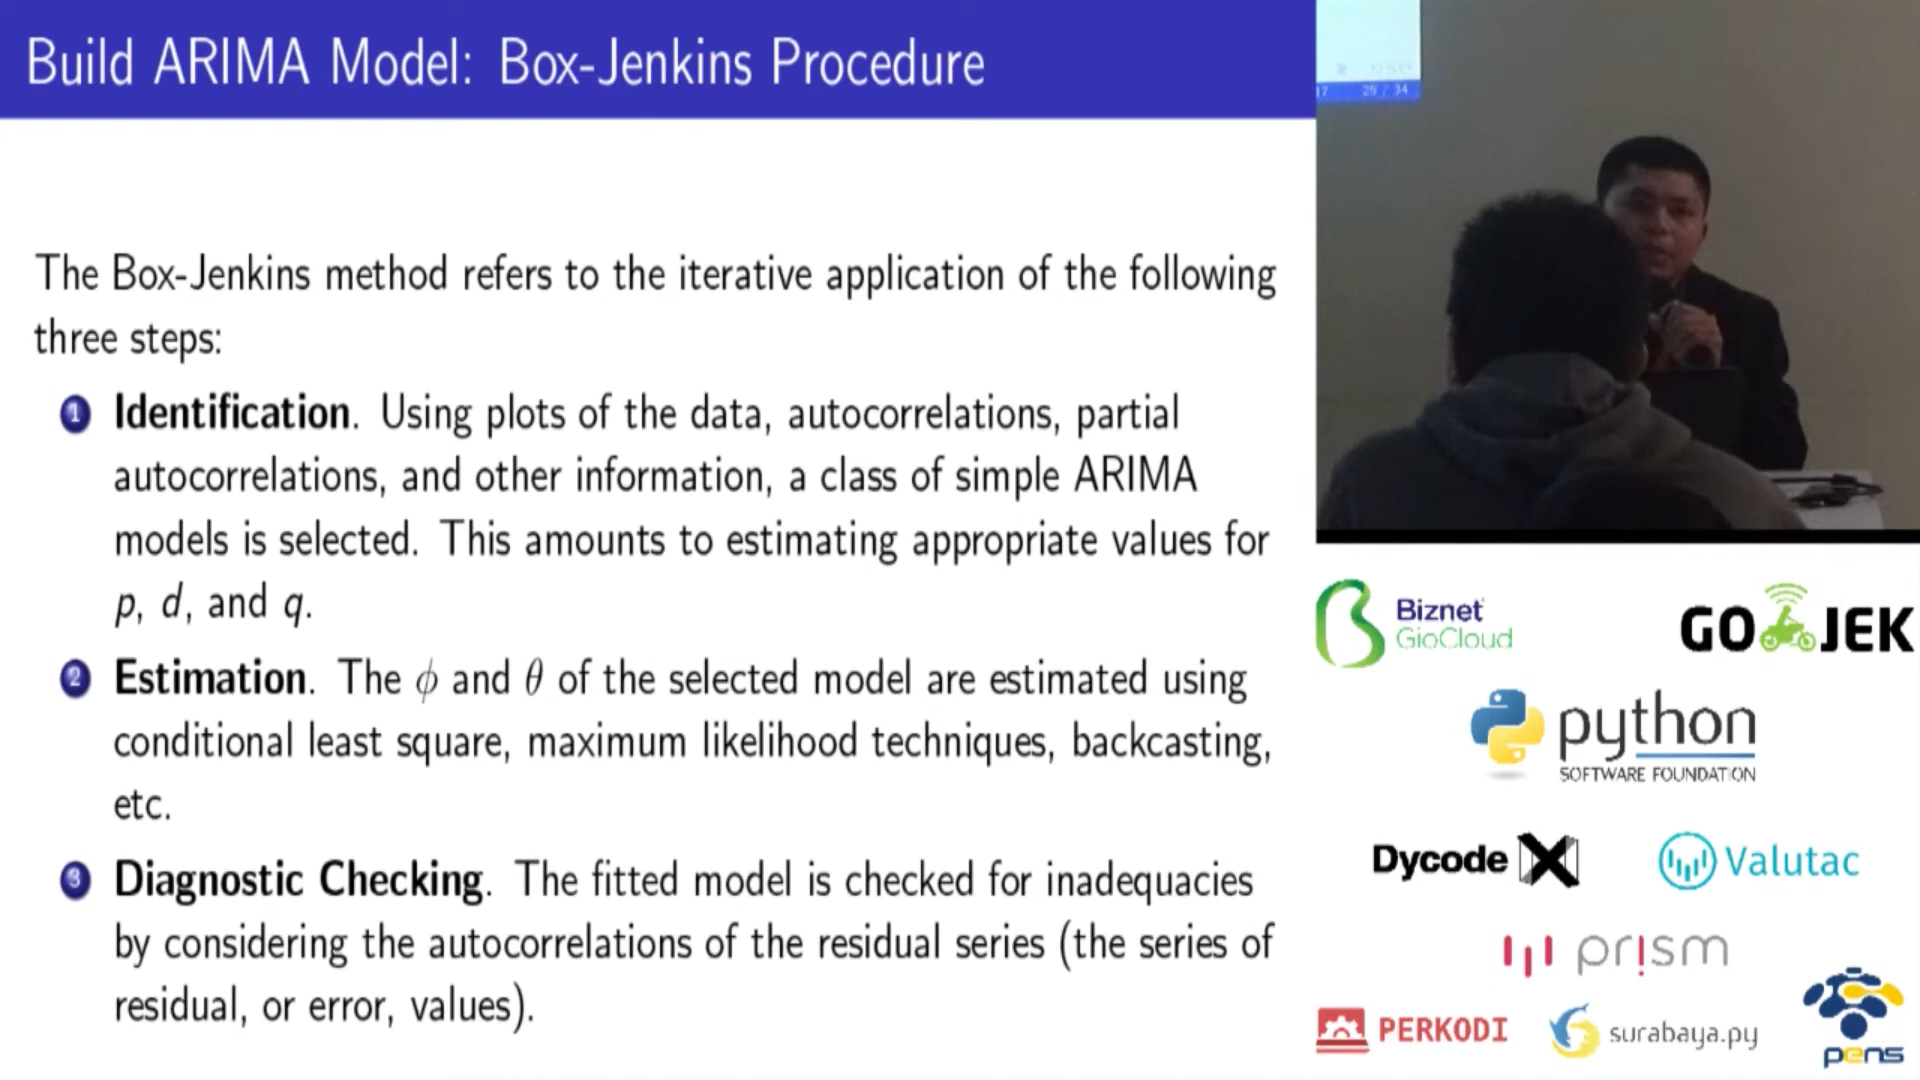 Build ARIMA Model: Box-Jenkins Procedure
17 29 / 34
The Box-Jenkins method refers to the iterative application of the following
three steps:
1 Identification. Using plots of the data, autocorrelations, partial
autocorrelations, and other information, a class of simple ARIMA
models is selected. This amounts to estimating appropriate values for
p, d, and q.
2 Estimation. The ϕ and θ of the selected model are estimated using
conditional least square, maximum likelihood techniques, backcasting,
etc.
3 Diagnostic Checking. The fitted model is checked for inadequacies
by considering the autocorrelations of the residual series (the series of
residual, or error, values).
Biznet
GioCloud
GO JEK
python
SOFTWARE FOUNDATION
Dycode X
Valutac
prism
PERKODI
surabaya.py
pens